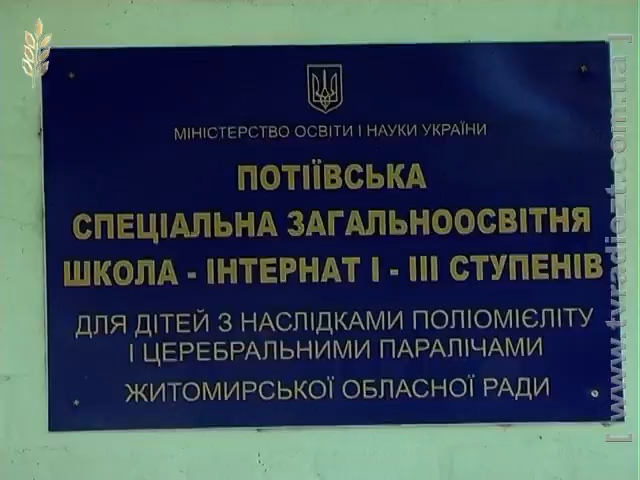 МІНІСТЕРСТВО ОСВІТИ І НАУКИ УКРАЇНИ
ПОТІЇВСЬКА
СПЕЦІАЛЬНА ЗАГАЛЬНООСВІТНЯ
ШКОЛА - ІНТЕРНАТ І - ІІІ СТУПЕНІВ
ДЛЯ ДІТЕЙ З НАСЛІДКАМИ ПОЛІОМІЄЛІТУ
І ЦЕРЕБРАЛЬНИМИ ПАРАЛІЧАМИ
ЖИТОМИРСЬКОЇ ОБЛАСНОЇ РАДИ
[ www.tvradiozt.com.ua ]